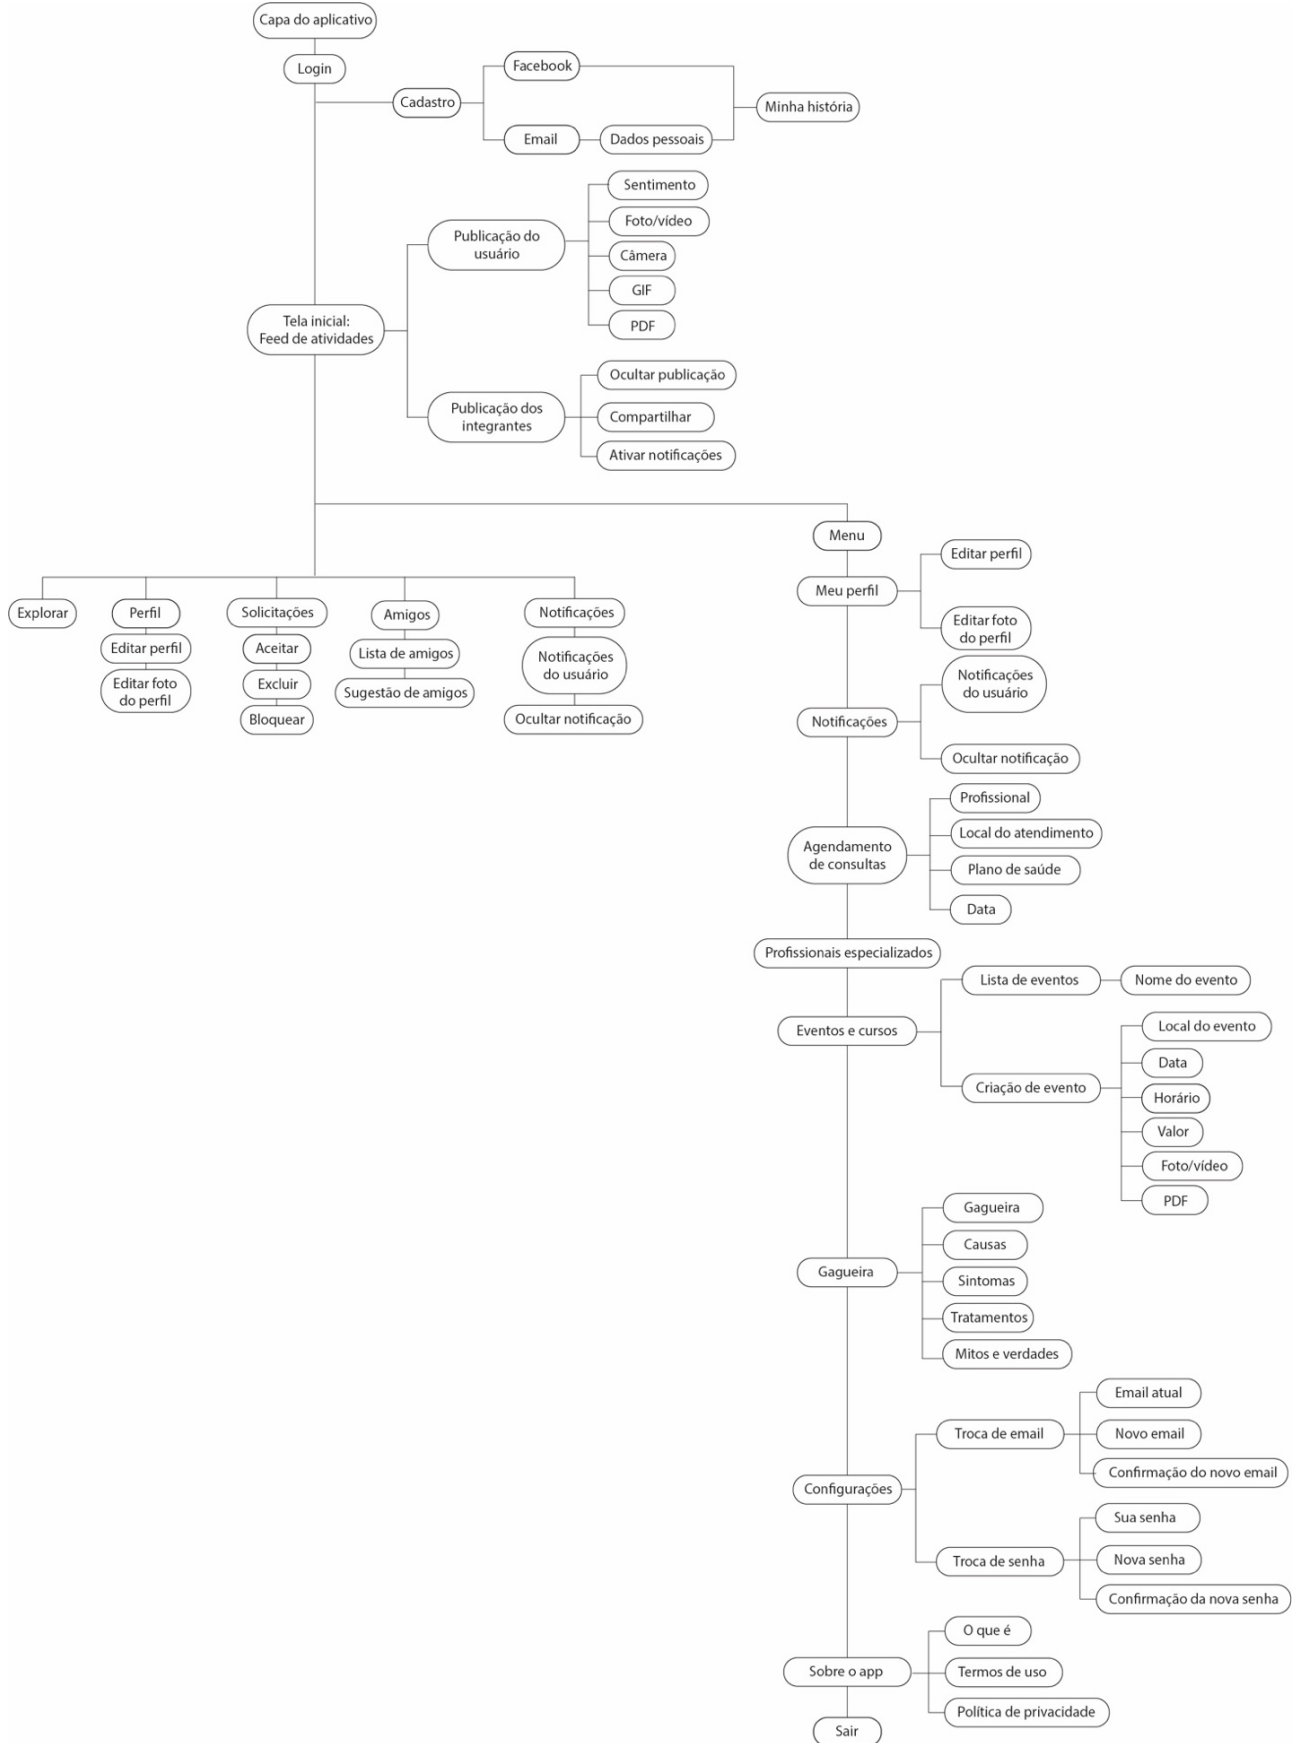 Capa do aplicativo
Login
Cadastro
Facebook
Email
Dados pessoais
Minha história
Tela inicial:
Feed de atividades
Publicação do
usuário
Sentimento
Foto/vídeo
Câmera
GIF
PDF
Publicação dos
integrantes
Ocultar publicação
Compartilhar
Ativar notificações
Explorar
Perfil
Editar perfil
Editar foto
do perfil
Solicitações
Aceitar
Excluir
Bloquear
Amigos
Lista de amigos
Sugestão de amigos
Notificações
Notificações
do usuário
Ocultar notificação
Menu
Meu perfil
Editar perfil
Editar foto
do perfil
Notificações
Notificações
do usuário
Ocultar notificação
Agendamento
de consultas
Profissional
Local do atendimento
Plano de saúde
Data
Profissionais especializados
Eventos e cursos
Lista de eventos
Nome do evento
Criação de evento
Local do evento
Data
Horário
Valor
Foto/vídeo
PDF
Gagueira
Gagueira
Causas
Sintomas
Tratamentos
Mitos e verdades
Configurações
Troca de email
Email atual
Novo email
Confirmação do novo email
Troca de senha
Sua senha
Nova senha
Confirmação da nova senha
Sobre o app
O que é
Termos de uso
Política de privacidade
Sair